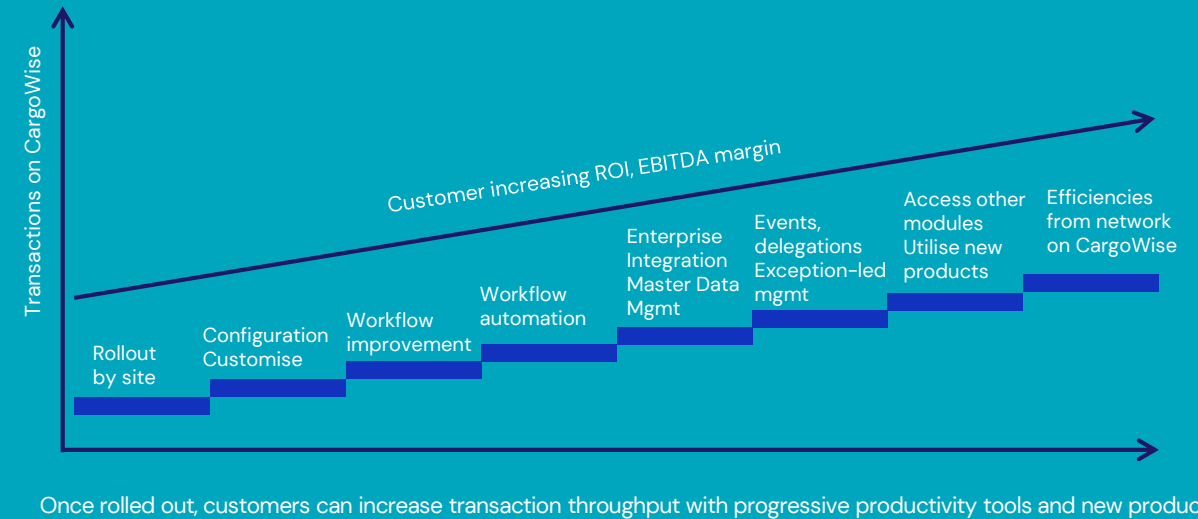 Transactions on CargoWise
Customer increasing ROI, EBITDA margin
Rollout
by site
Configuration
Customise
Workflow
improvement
Workflow
automation
Enterprise
Integration
Master Data
Mgmt
Events,
delegations
Exception-led
mgmt
Access other
modules
Utilise new
products
Efficiencies
from network
on CargoWise
Once rolled out, customers can increase transaction throughput with progressive productivity tools and new produc